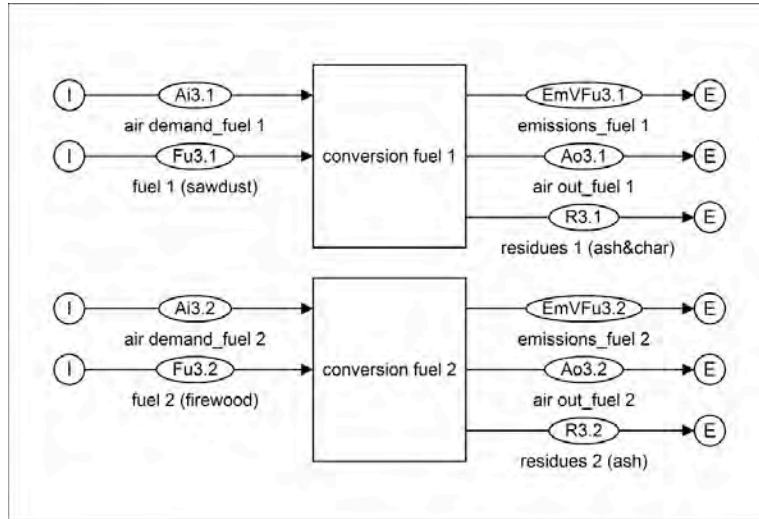 I Ai3.1 EmVFu3.1 E
air demand_fuel 1 emissions_fuel 1
I Fu3.1 conversion fuel 1 Ao3.1 E
fuel 1 (sawdust) air out_fuel 1
R3.1 E
residues 1 (ash&char)
I Ai3.2 EmVFu3.2 E
air demand_fuel 2 emissions_fuel 2
I Fu3.2 conversion fuel 2 Ao3.2 E
fuel 2 (firewood) air out_fuel 2
R3.2 E
residues 2 (ash)